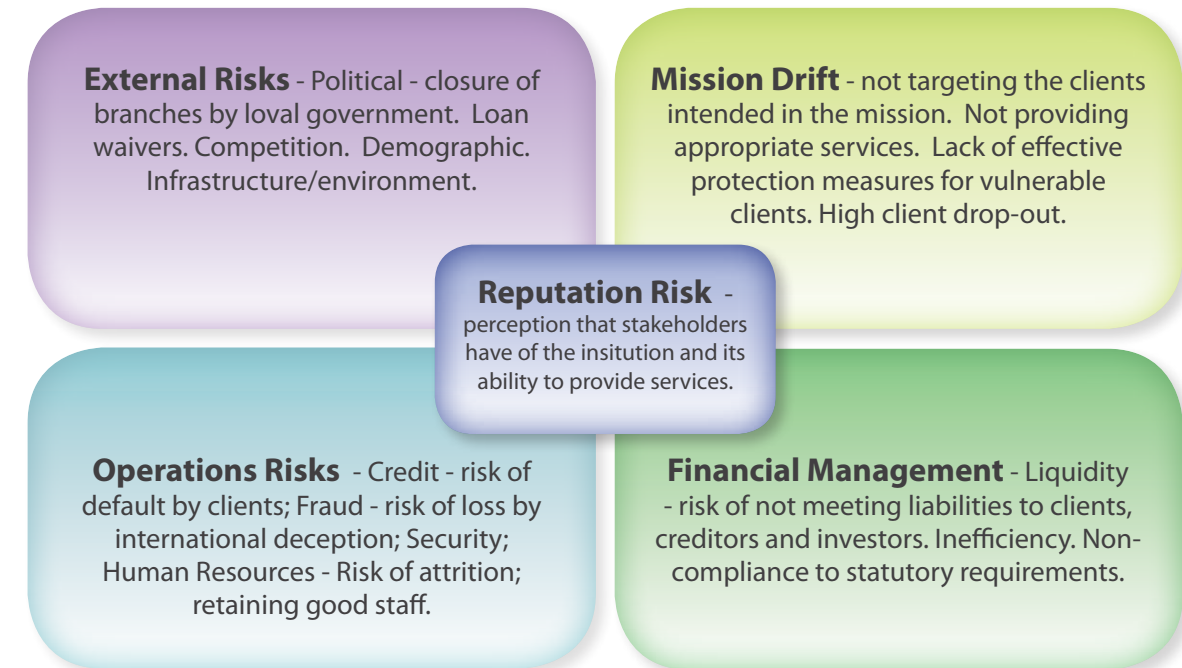 External Risks - Political - closure of
branches by loval government. Loan
waivers. Competition. Demographic.
Infrastructure/environment.
Mission Drift - not targeting the clients
intended in the mission. Not providing
appropriate services. Lack of effective
protection measures for vulnerable
clients. High client drop-out.
Reputation Risk -
perception that stakeholders
have of the insitution and its
ability to provide services.
Operations Risks - Credit - risk of
default by clients; Fraud - risk of loss by
international deception; Security;
Human Resources - Risk of attrition;
retaining good staff.
Financial Management - Liquidity
- risk of not meeting liabilities to clients,
creditors and investors. Inefficiency. Non-
compliance to statutory requirements.